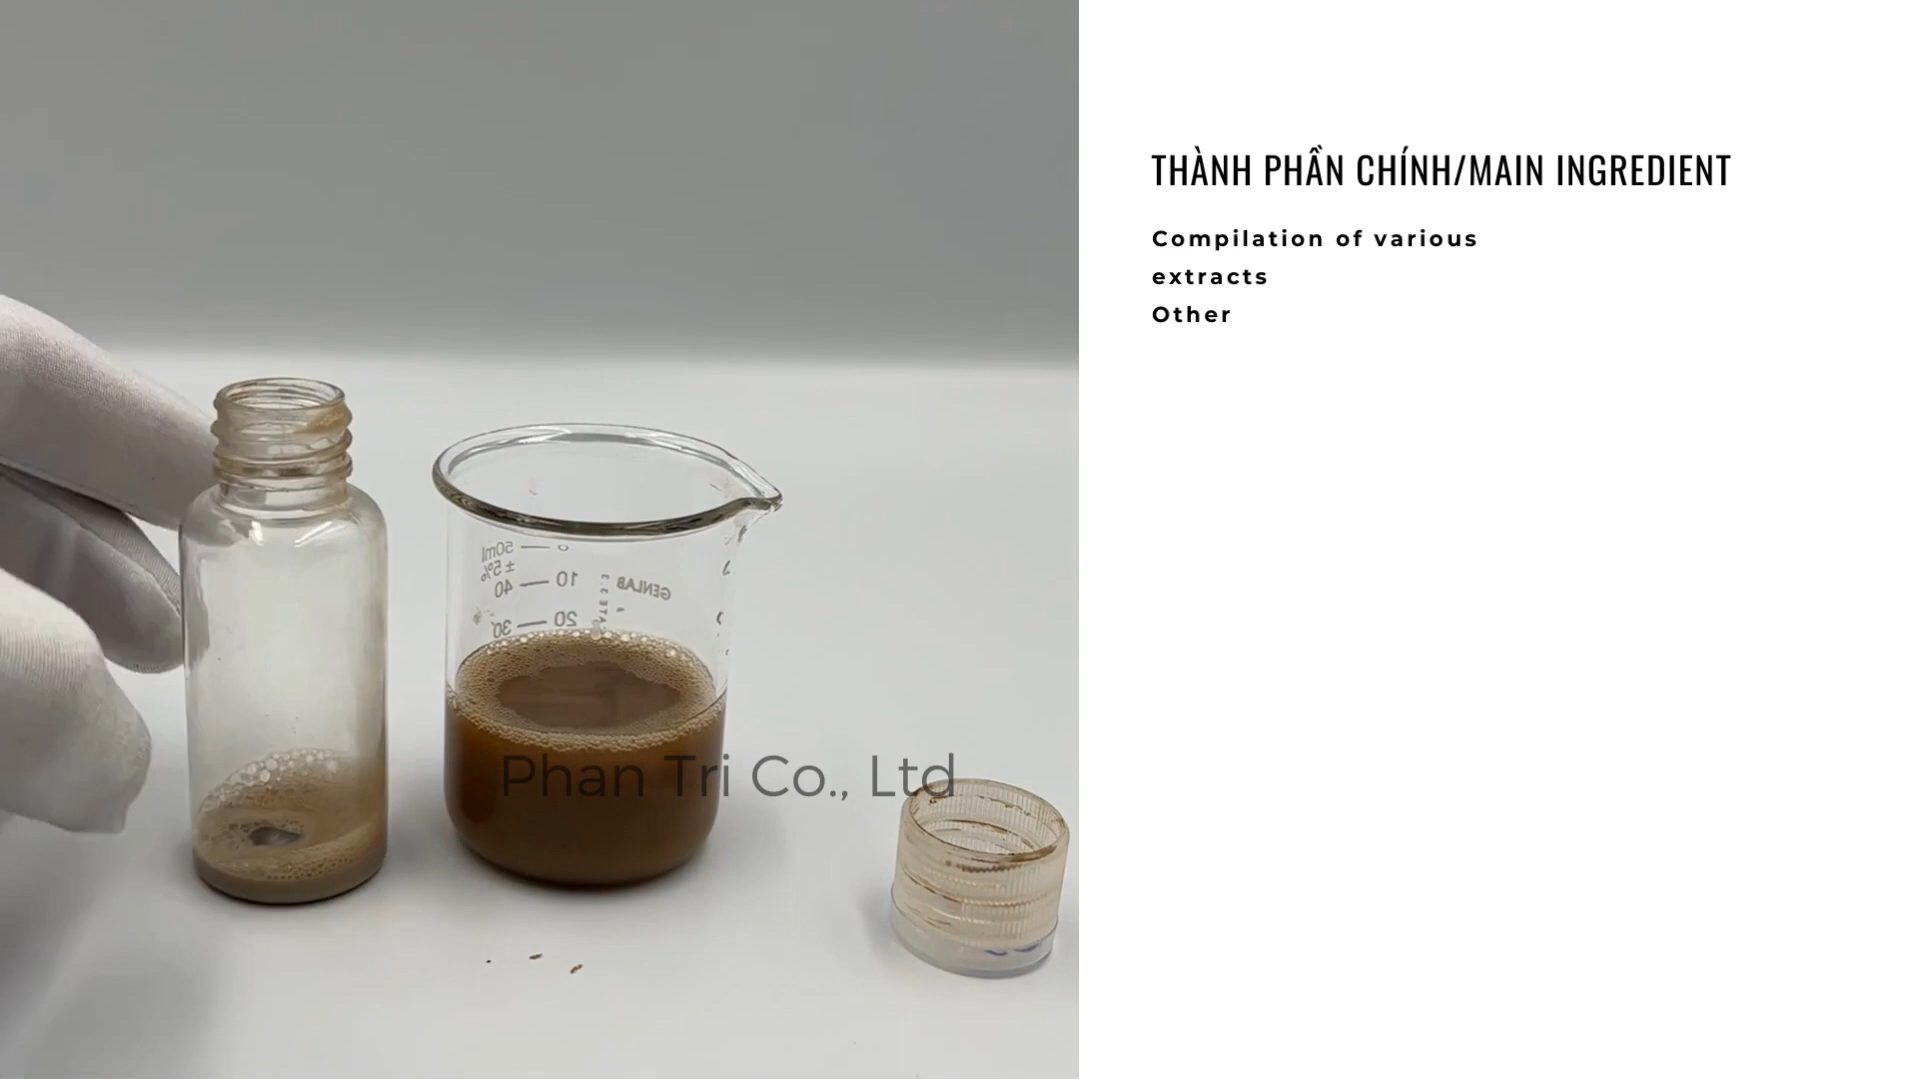 THÀNH PHẦN CHÍNH/MAIN INGREDIENT
Compilation of various
extracts
Other
50ml
± 5%
40
10
30
20
GENLAB
Phan Tri Co., Ltd